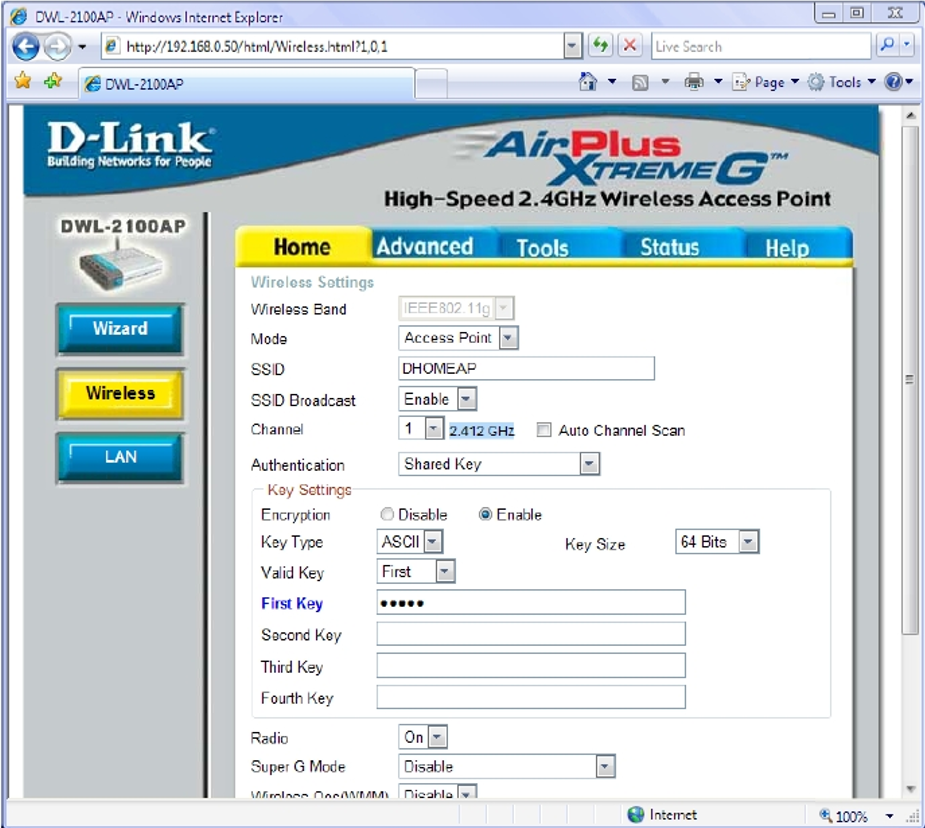 DWL-2100AP - Windows Internet Explorer
http://192.168.0.50/html/Wireless.html?1,0,1
Live Search
DWL-2100AP
Page
Tools
D-Link
Building Networks for People
AirPlus
XTREME G™
High-Speed 2.4GHz Wireless Access Point
DWL-2100AP
Home Advanced Tools Status Help
Wizard
Wireless
LAN
Wireless Settings
Wireless Band IEEE802.11g
Mode Access Point
SSID DHOMEAP
SSID Broadcast Enable
Channel 1 2.412 GHz Auto Channel Scan
Authentication Shared Key
Key Settings
Encryption Disable Enable
Key Type ASCII Key Size 64 Bits
Valid Key First
First Key •••••
Second Key
Third Key
Fourth Key
Radio On
Super G Mode Disable
Wireless Qos(WMM) Disable
Internet 100%